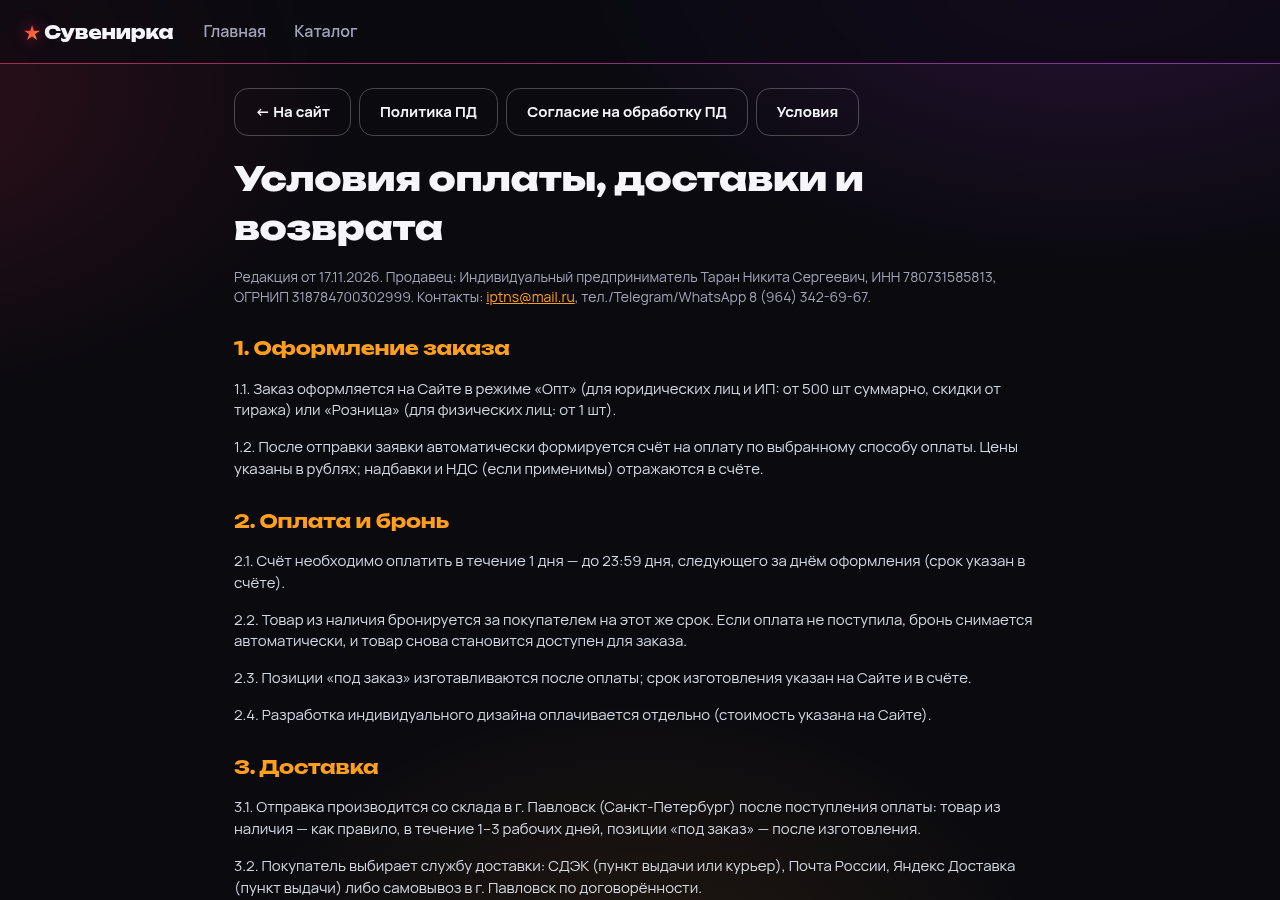 ★ Сувенирка Главная Каталог
← На сайт Политика ПД Согласие на обработку ПД Условия
Условия оплаты, доставки и
возврата
Редакция от 17.11.2026. Продавец: Индивидуальный предприниматель Таран Никита Сергеевич, ИНН 780731585813,
ОГРНИП 318784700302999. Контакты: iptns@mail.ru, тел./Telegram/WhatsApp 8 (964) 342-69-67.
1. Оформление заказа
1.1. Заказ оформляется на Сайте в режиме «Опт» (для юридических лиц и ИП: от 500 шт суммарно, скидки от
тиража) или «Розница» (для физических лиц: от 1 шт).
1.2. После отправки заявки автоматически формируется счёт на оплату по выбранному способу оплаты. Цены
указаны в рублях; надбавки и НДС (если применимы) отражаются в счёте.
2. Оплата и бронь
2.1. Счёт необходимо оплатить в течение 1 дня — до 23:59 дня, следующего за днём оформления (срок указан в
счёте).
2.2. Товар из наличия бронируется за покупателем на этот же срок. Если оплата не поступила, бронь снимается
автоматически, и товар снова становится доступен для заказа.
2.3. Позиции «под заказ» изготавливаются после оплаты; срок изготовления указан на Сайте и в счёте.
2.4. Разработка индивидуального дизайна оплачивается отдельно (стоимость указана на Сайте).
3. Доставка
3.1. Отправка производится со склада в г. Павловск (Санкт-Петербург) после поступления оплаты: товар из
наличия — как правило, в течение 1–3 рабочих дней, позиции «под заказ» — после изготовления.
3.2. Покупатель выбирает службу доставки: СДЭК (пункт выдачи или курьер), Почта России, Яндекс Доставка
(пункт выдачи) либо самовывоз в г. Павловск по договорённости.